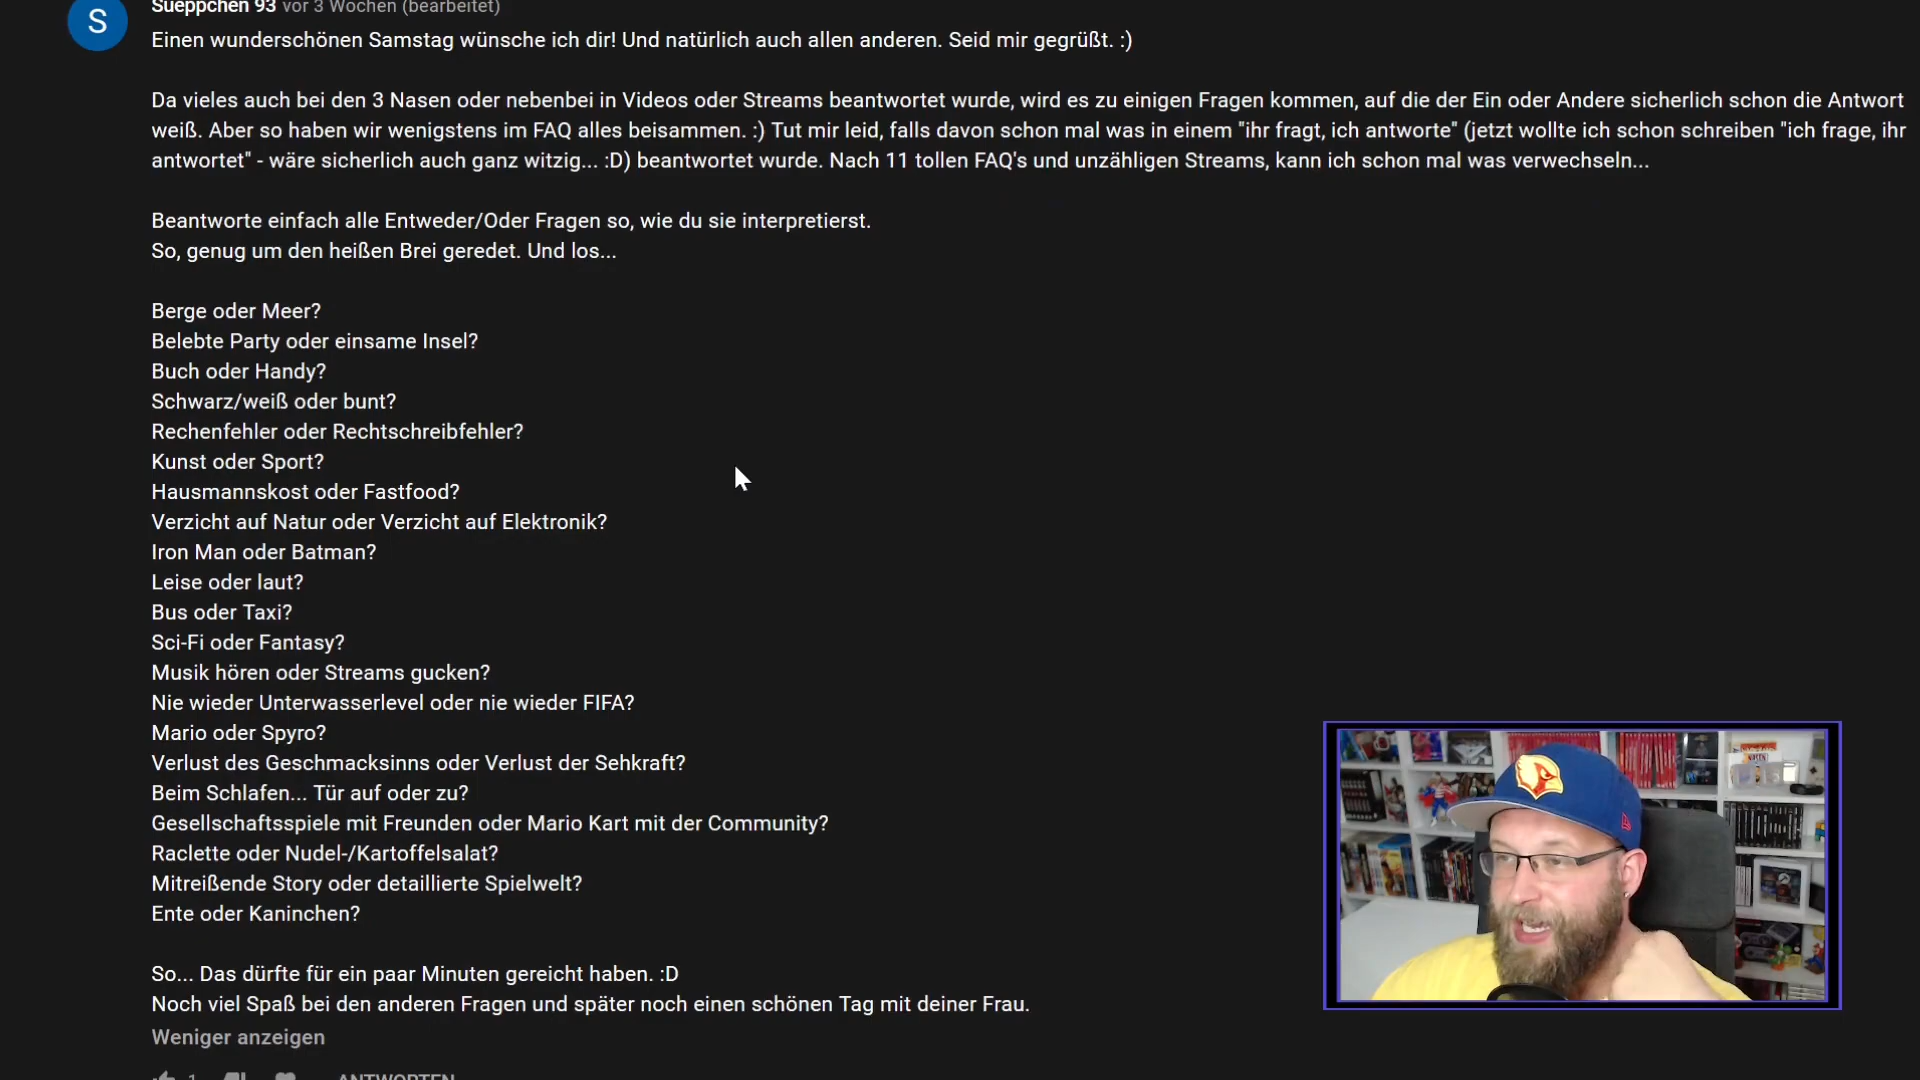 Sueppchen 93 vor 3 Wochen (bearbeitet)
S
Einen wunderschönen Samstag wünsche ich dir! Und natürlich auch allen anderen. Seid mir gegrüßt. :)
Da vieles auch bei den 3 Nasen oder nebenbei in Videos oder Streams beantwortet wurde, wird es zu einigen Fragen kommen, auf die der Ein oder Andere sicherlich schon die Antwort
weiß. Aber so haben wir wenigstens im FAQ alles beisammen. :) Tut mir leid, falls davon schon mal was in einem "ihr fragt, ich antworte" (jetzt wollte ich schon schreiben "ich frage, ihr
antwortet" - wäre sicherlich auch ganz witzig... :D) beantwortet wurde. Nach 11 tollen FAQ's und unzähligen Streams, kann ich schon mal was verwechseln...
Beantworte einfach alle Entweder/Oder Fragen so, wie du sie interpretierst.
So, genug um den heißen Brei geredet. Und los...
Berge oder Meer?
Belebte Party oder einsame Insel?
Buch oder Handy?
Schwarz/weiß oder bunt?
Rechenfehler oder Rechtschreibfehler?
Kunst oder Sport?
Hausmannskost oder Fastfood?
Verzicht auf Natur oder Verzicht auf Elektronik?
Iron Man oder Batman?
Leise oder laut?
Bus oder Taxi?
Sci-Fi oder Fantasy?
Musik hören oder Streams gucken?
Nie wieder Unterwasserlevel oder nie wieder FIFA?
Mario oder Spyro?
Verlust des Geschmacksinns oder Verlust der Sehkraft?
Beim Schlafen... Tür auf oder zu?
Gesellschaftsspiele mit Freunden oder Mario Kart mit der Community?
Raclette oder Nudel-/Kartoffelsalat?
Mitreißende Story oder detaillierte Spielwelt?
Ente oder Kaninchen?
So... Das dürfte für ein paar Minuten gereicht haben. :D
Noch viel Spaß bei den anderen Fragen und später noch einen schönen Tag mit deiner Frau.
Weniger anzeigen
1 ANTWORTEN